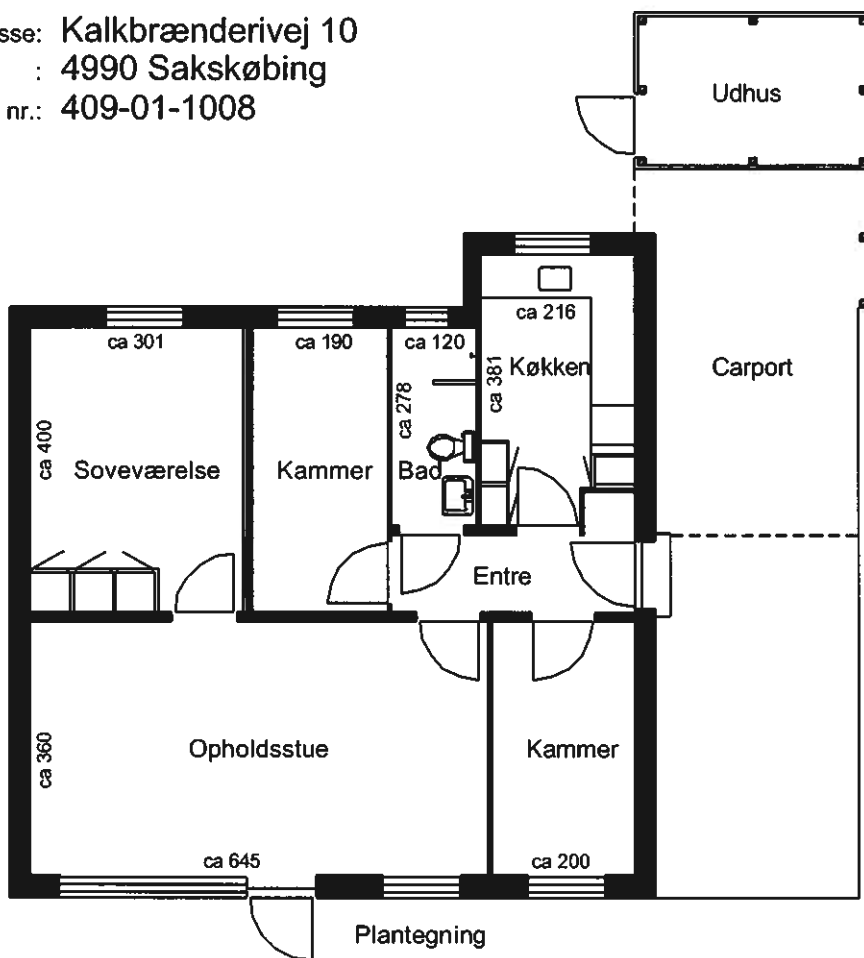 sse: Kalkbrænderivej 10
: 4990 Sakskøbing
nr.: 409-01-1008
Udhus
ca 301
ca 190
ca 120
ca 216
ca 381
Køkken
Carport
ca 278
ca 400
Soveværelse
Kammer
Bad
Entre
ca 360
Opholdsstue
Kammer
ca 645
ca 200
Plantegning